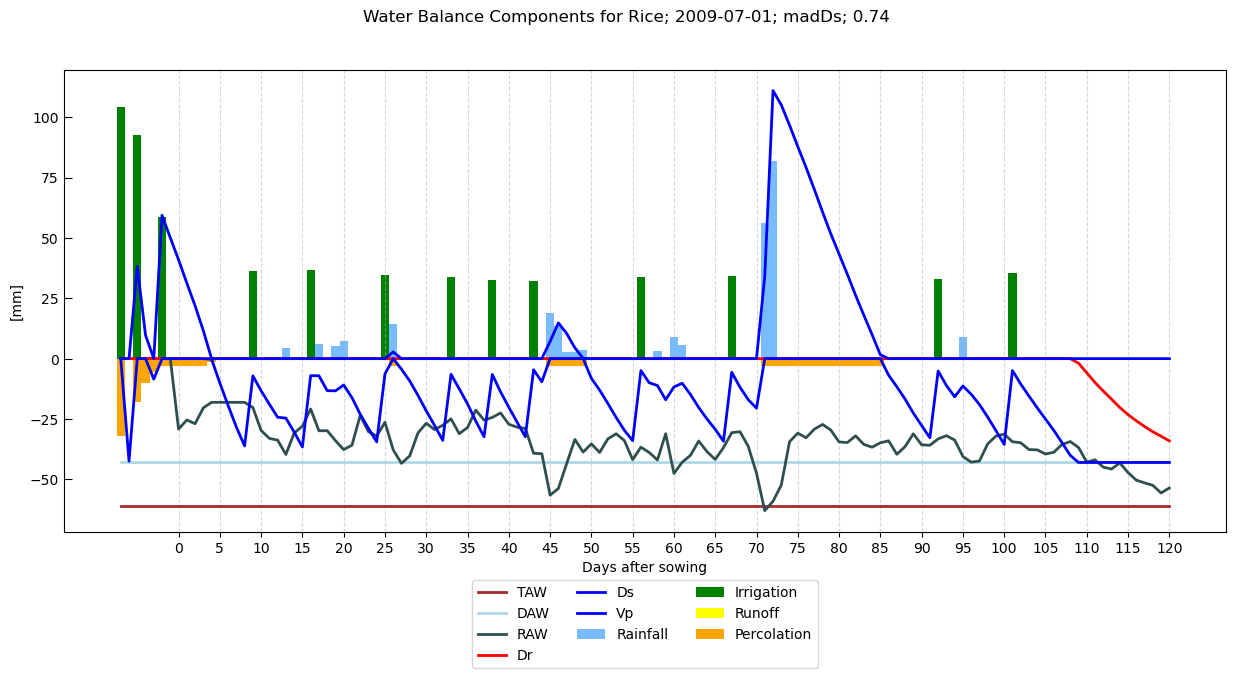 Water Balance Components for Rice; 2009-07-01; madDs; 0.74
100
75
50
25
0
−25
−50
[mm]
0 5 10 15 20 25 30 35 40 45 50 55 60 65 70 75 80 85 90 95 100 105 110 115 120
Days after sowing
TAW Ds Irrigation
DAW Vp Runoff
RAW Rainfall Percolation
Dr